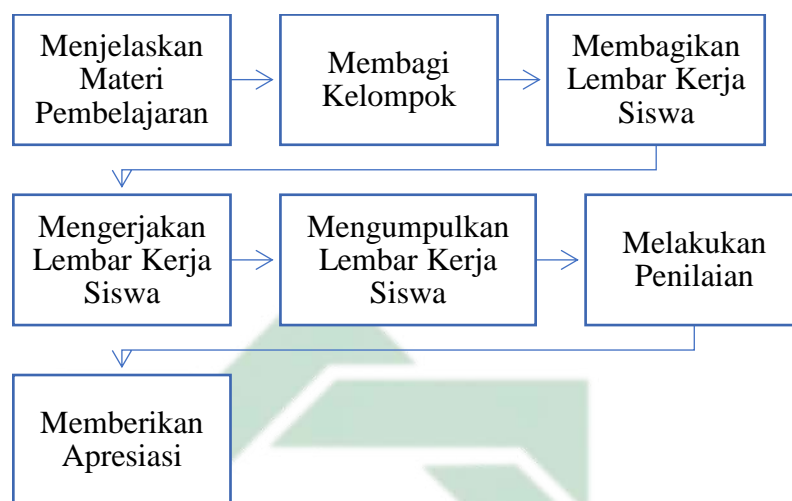 Menjelaskan
Materi
Pembelajaran
Membagi
Kelompok
Membagikan
Lembar Kerja
Siswa
Mengerjakan
Lembar Kerja
Siswa
Mengumpulkan
Lembar Kerja
Siswa
Melakukan
Penilaian
Memberikan
Apresiasi